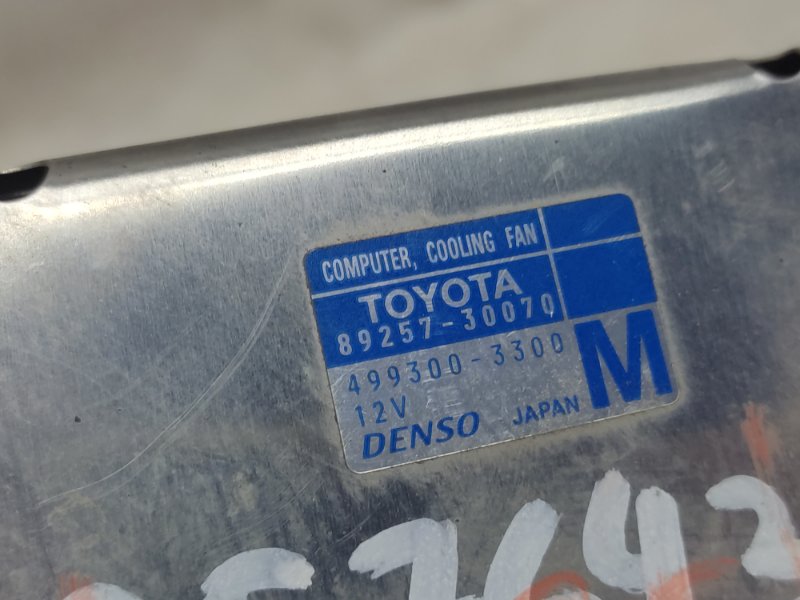 COMPUTER, COOLING FAN
TOYOTA
89257-30070
499300-3300
12V
DENSO JAPAN M